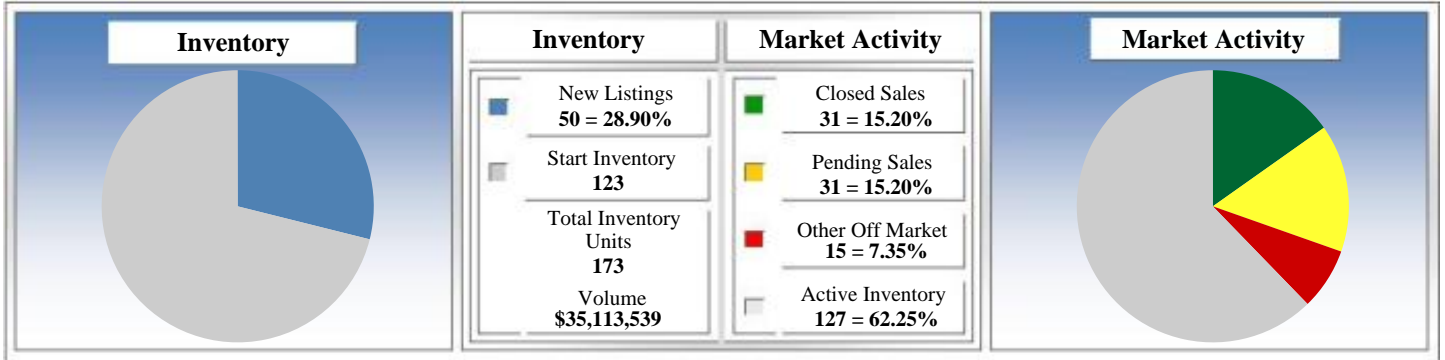 Inventory
Inventory
New Listings
50 = 28.90%
Start Inventory
123
Total Inventory
Units
173
Volume
$35,113,539
Market Activity
Closed Sales
31 = 15.20%
Pending Sales
31 = 15.20%
Other Off Market
15 = 7.35%
Active Inventory
127 = 62.25%
Market Activity